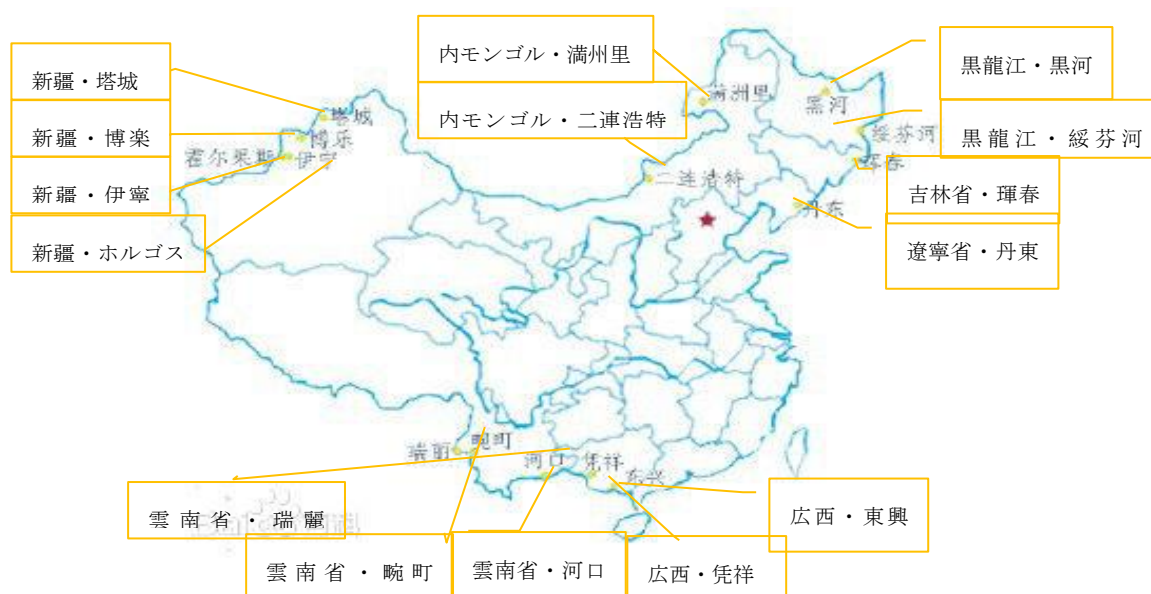 新疆・塔城
新疆・博楽
新疆・伊寧
新疆・ホルゴス
内モンゴル・満州里
内モンゴル・二連浩特
黒龍江・黒河
黒龍江・綏芬河
吉林省・琿春
遼寧省・丹東
塔城
博乐
霍尔果斯
伊宁
满洲里
二连浩特
黑河
绥芬河
珲春
丹东
瑞丽
畹町
河口
凭祥
东兴
雲南省・瑞麗
雲南省・畹町
雲南省・河口
広西・凭祥
広西・東興